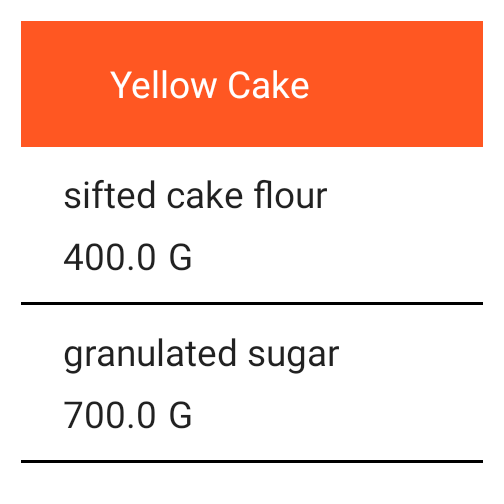 Yellow Cake
sifted cake flour
400.0 G
granulated sugar
700.0 G